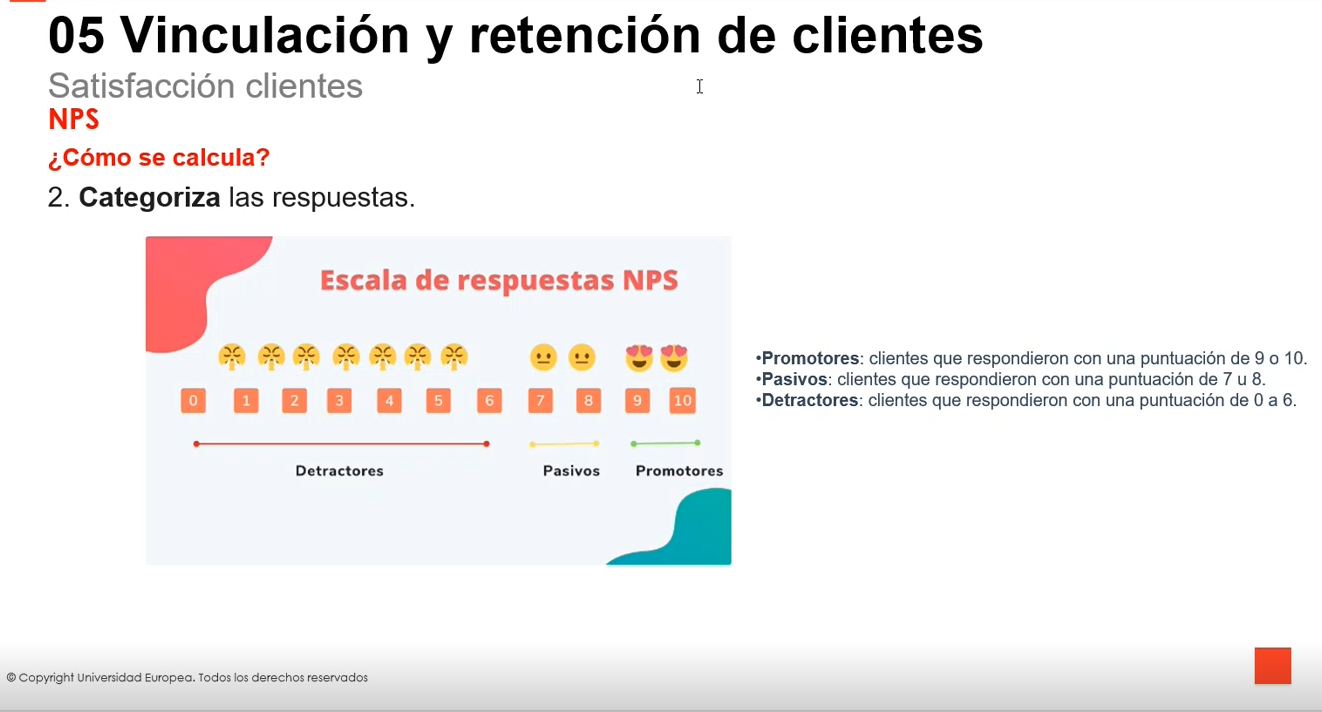 05 Vinculación y retención de clientes
Satisfacción clientes
NPS
¿Cómo se calcula?
2. Categoriza las respuestas.
Escala de respuestas NPS
0 1 2 3 4 5 6 7 8 9 10
Detractores Pasivos Promotores
•Promotores: clientes que respondieron con una puntuación de 9 o 10.
•Pasivos: clientes que respondieron con una puntuación de 7 u 8.
•Detractores: clientes que respondieron con una puntuación de 0 a 6.
© Copyright Universidad Europea. Todos los derechos reservados